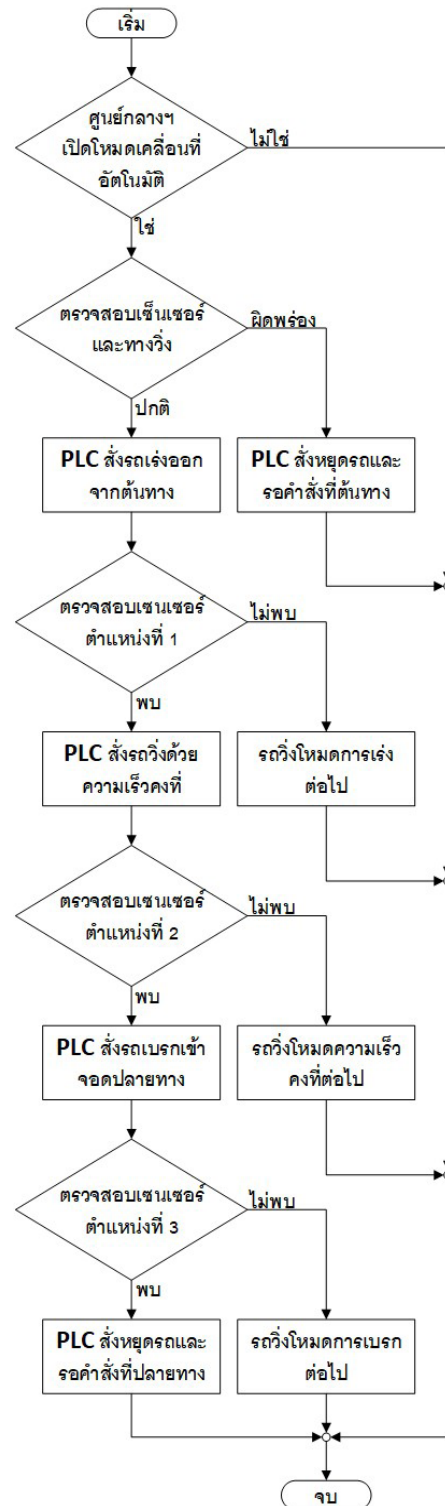 เริ่ม
ศูนย์กลางฯ
เปิดโหมดเคลื่อนที่
อัตโนมัติ
ไม่ใช่
ใช่
ตรวจสอบเซ็นเซอร์
และทางวิ่ง
ผิดพร่อง
ปกติ
PLC สั่งรถเร่งออก
จากต้นทาง
PLC สั่งหยุดรถและ
รอคำสั่งที่ต้นทาง
ตรวจสอบเซนเซอร์
ตำแหน่งที่ 1
ไม่พบ
พบ
PLC สั่งรถวิ่งด้วย
ความเร็วคงที่
รถวิ่งโหมดการเร่ง
ต่อไป
ตรวจสอบเซนเซอร์
ตำแหน่งที่ 2
ไม่พบ
พบ
PLC สั่งรถเบรกเข้า
จอดปลายทาง
รถวิ่งโหมดความเร็ว
คงที่ต่อไป
ตรวจสอบเซนเซอร์
ตำแหน่งที่ 3
ไม่พบ
พบ
PLC สั่งหยุดรถและ
รอคำสั่งที่ปลายทาง
รถวิ่งโหมดการเบรก
ต่อไป
จบ